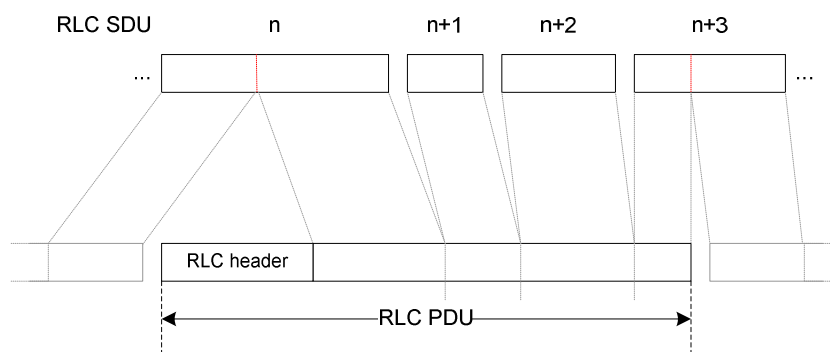 RLC SDU n n+1 n+2 n+3
... ...
RLC header
RLC PDU